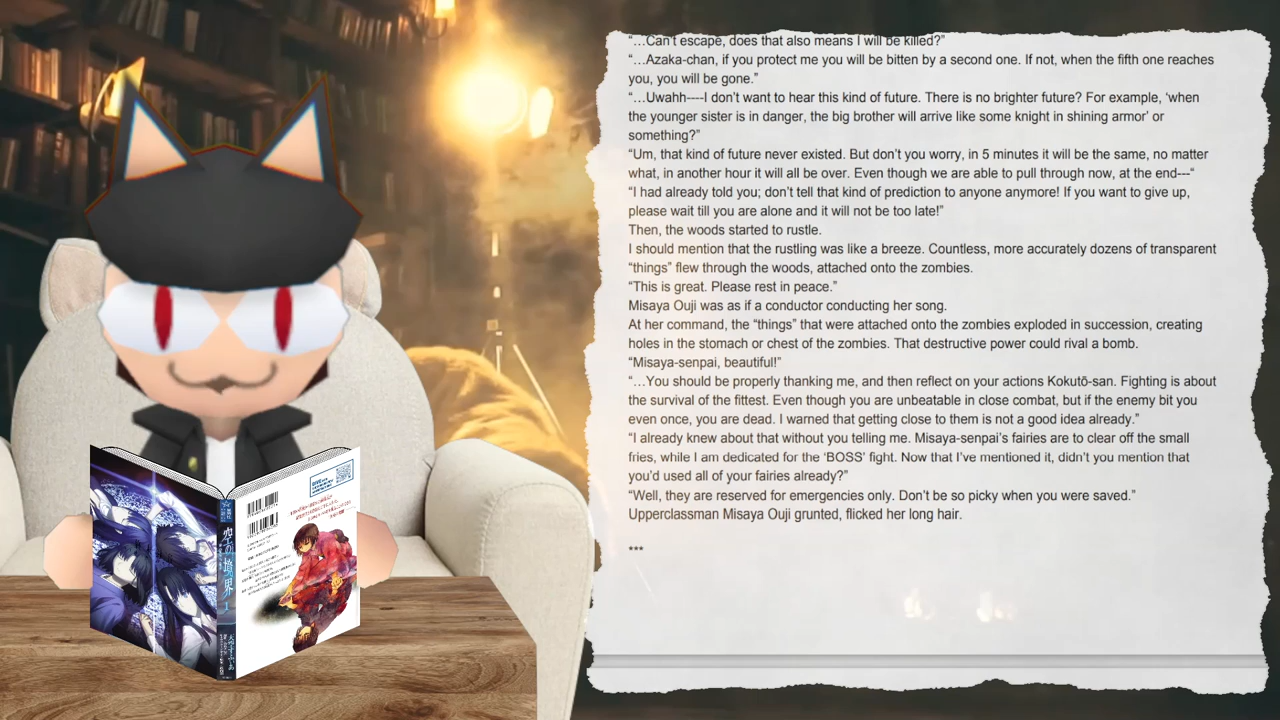 “…Can’t escape, does that also means I will be killed?”
“…Azaka-chan, if you protect me you will be bitten by a second one. If not, when the fifth one reaches
you, you will be gone.”
“…Uwahh----I don’t want to hear this kind of future. There is no brighter future? For example, ‘when
the younger sister is in danger, the big brother will arrive like some knight in shining armor’ or
something?”
“Um, that kind of future never existed. But don’t you worry, in 5 minutes it will be the same, no matter
what, in another hour it will all be over. Even though we are able to pull through now, at the end---“
“I had already told you; don’t tell that kind of prediction to anyone anymore! If you want to give up,
please wait till you are alone and it will not be too late!”
Then, the woods started to rustle.
I should mention that the rustling was like a breeze. Countless, more accurately dozens of transparent
“things” flew through the woods, attached onto the zombies.
“This is great. Please rest in peace.”
Misaya Ouji was as if a conductor conducting her song.
At her command, the “things” that were attached onto the zombies exploded in succession, creating
holes in the stomach or chest of the zombies. That destructive power could rival a bomb.
“Misaya-senpai, beautiful!”
“…You should be properly thanking me, and then reflect on your actions Kokutō-san. Fighting is about
the survival of the fittest. Even though you are unbeatable in close combat, but if the enemy bit you
even once, you are dead. I warned that getting close to them is not a good idea already.”
“I already knew about that without you telling me. Misaya-senpai’s fairies are to clear off the small
fries, while I am dedicated for the ‘BOSS’ fight. Now that I’ve mentioned it, didn’t you mention that
you’d used all of your fairies already?”
“Well, they are reserved for emergencies only. Don’t be so picky when you were saved.”
Upperclassman Misaya Ouji grunted, flicked her long hair.
***
空の境界
1